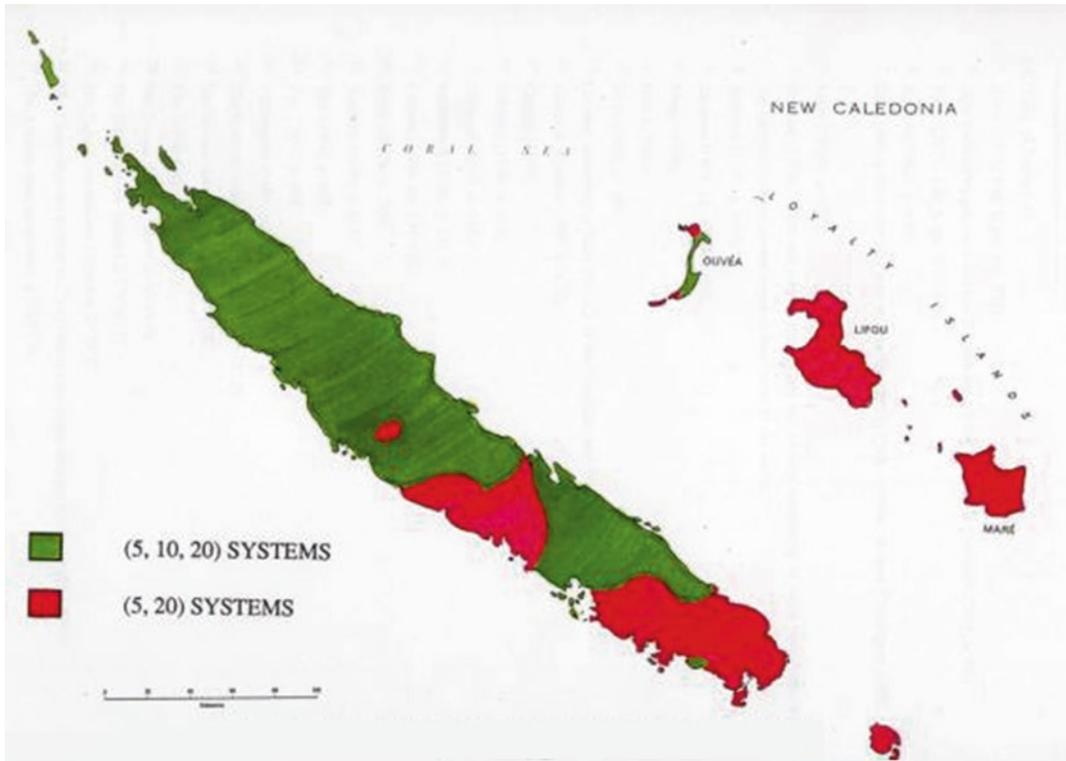 NEW CALEDONIA
CORAL SEA
LOYALTY ISLANDS
OUVÉA
LIFOU
MARÉ
(5, 10, 20) SYSTEMS
(5, 20) SYSTEMS